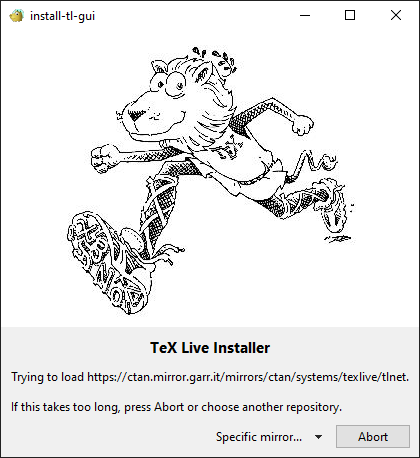 install-tl-gui
TeX Live Installer
Trying to load https://ctan.mirror.garr.it/mirrors/ctan/systems/texlive/tlnet.
If this takes too long, press Abort or choose another repository.
Specific mirror...
Abort